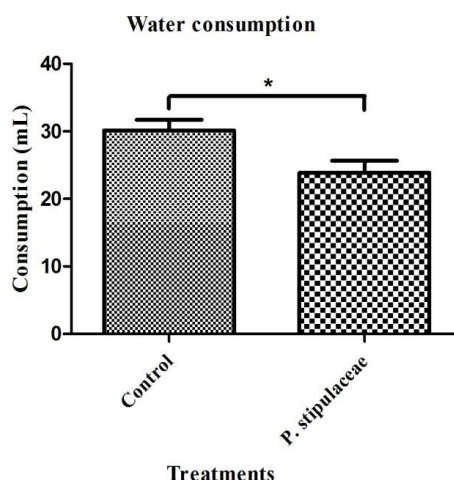 Water consumption
*
Consumption (mL)
40
30
20
10
0
Control
P. stipulaceae
Treatments